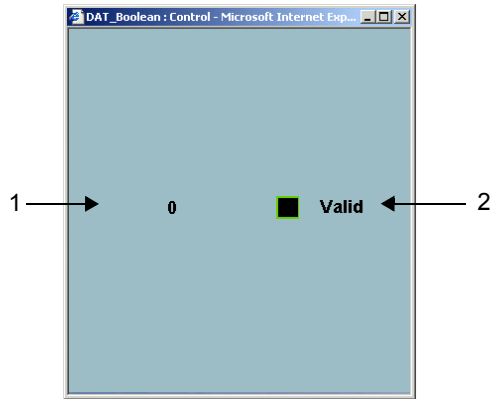 DAT_Boolean : Control - Microsoft Internet Exp...
1 0 Valid 2